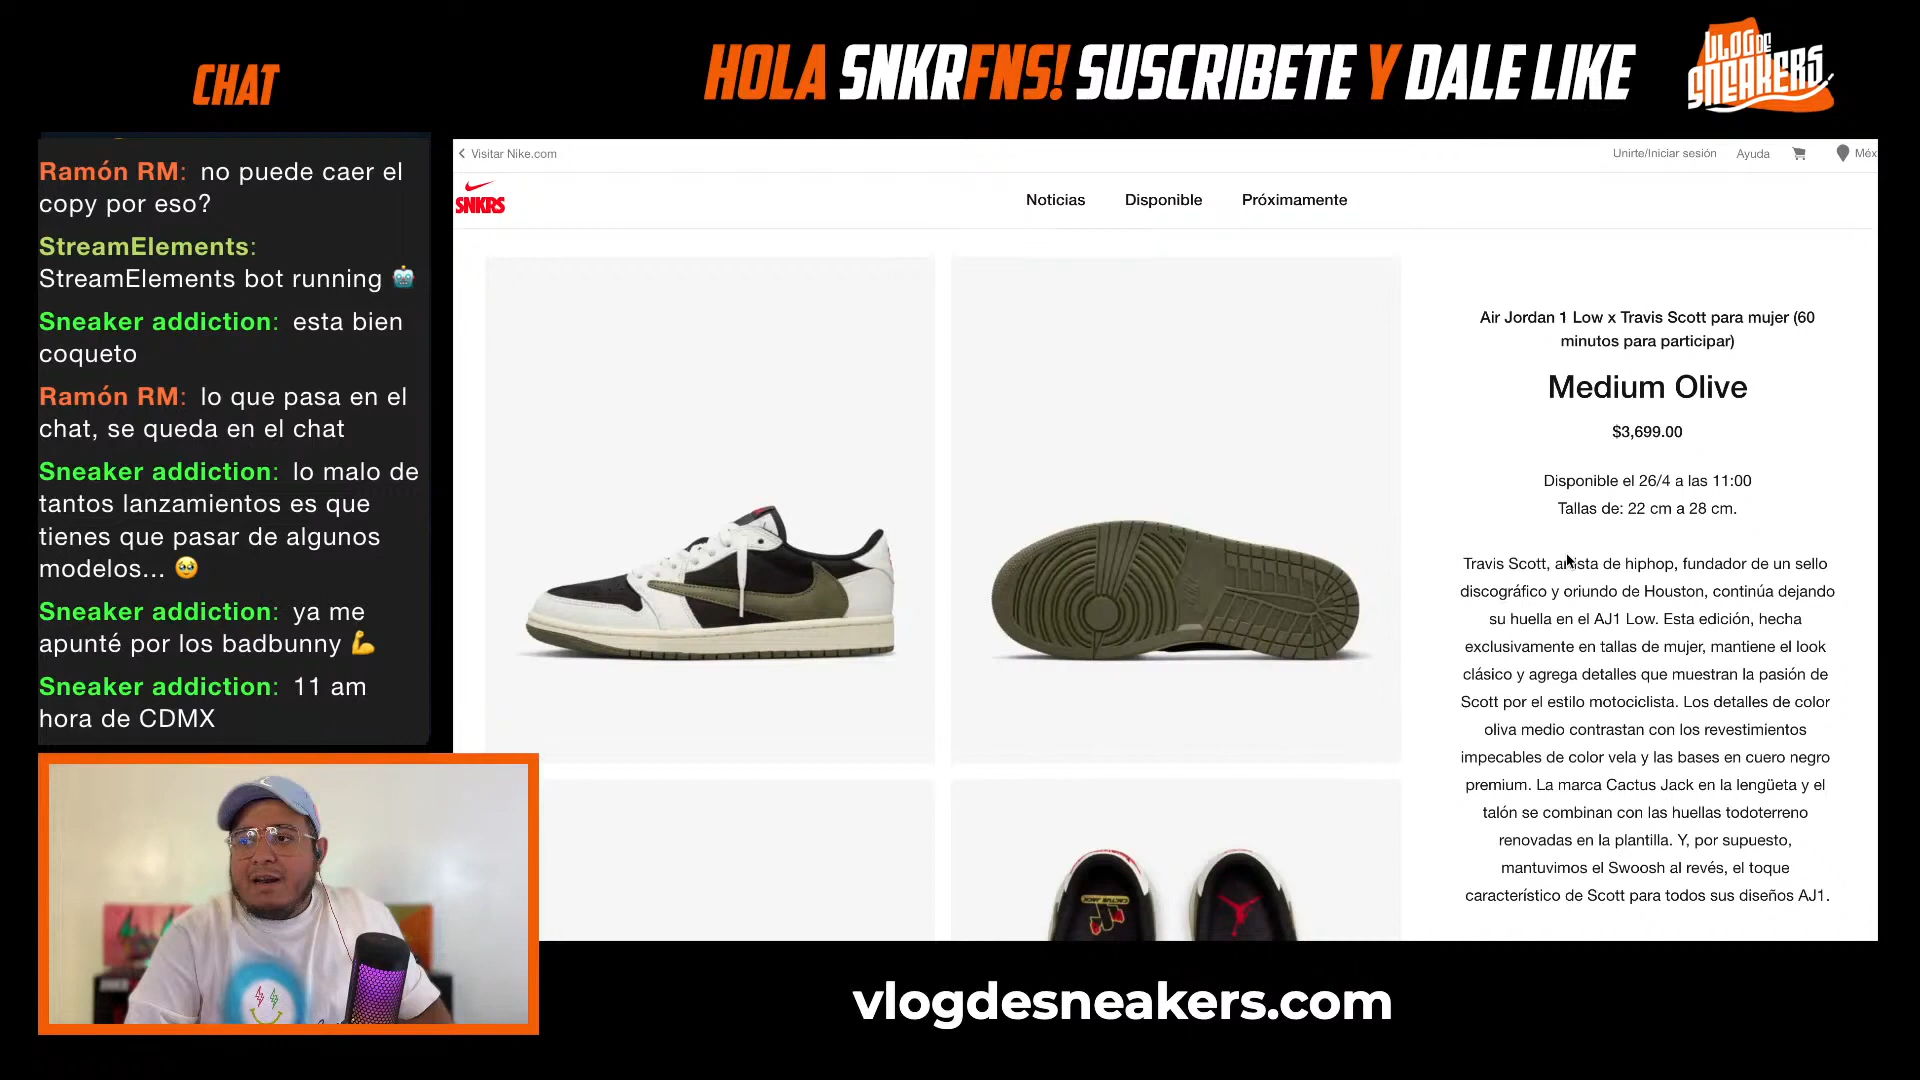 CHAT
HOLA SNKRFNS! SUSCRIBETE Y DALE LIKE
VLOG DE
SNEAKERS
Ramón RM: no puede caer el
copy por eso?
StreamElements:
StreamElements bot running 🤖
Sneaker addiction: esta bien
coqueto
Ramón RM: lo que pasa en el
chat, se queda en el chat
Sneaker addiction: lo malo de
tantos lanzamientos es que
tienes que pasar de algunos
modelos... 🥹
Sneaker addiction: ya me
apunté por los badbunny 💪
Sneaker addiction: 11 am
hora de CDMX
Visitar Nike.com
Unirte/Iniciar sesión
Ayuda
Méx
SNKRS
Noticias
Disponible
Próximamente
Air Jordan 1 Low x Travis Scott para mujer (60
minutos para participar)
Medium Olive
$3,699.00
Disponible el 26/4 a las 11:00
Tallas de: 22 cm a 28 cm.
Travis Scott, artista de hiphop, fundador de un sello
discográfico y oriundo de Houston, continúa dejando
su huella en el AJ1 Low. Esta edición, hecha
exclusivamente en tallas de mujer, mantiene el look
clásico y agrega detalles que muestran la pasión de
Scott por el estilo motociclista. Los detalles de color
oliva medio contrastan con los revestimientos
impecables de color vela y las bases en cuero negro
premium. La marca Cactus Jack en la lengüeta y el
talón se combinan con las huellas todoterreno
renovadas en la plantilla. Y, por supuesto,
mantuvimos el Swoosh al revés, el toque
característico de Scott para todos sus diseños AJ1.
CACTUS JACK
vlogdesneakers.com